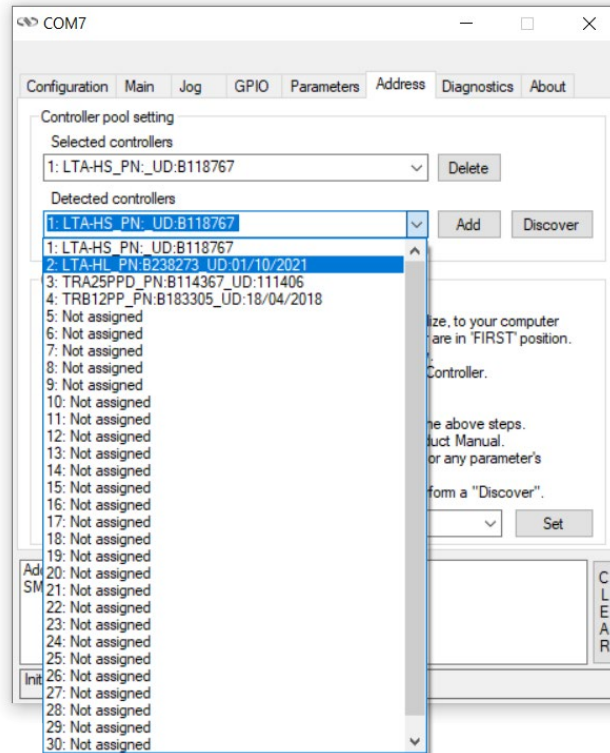 COM7
Configuration Main Jog GPIO Parameters Address Diagnostics About
Controller pool setting
Selected controllers
1: LTA-HS_PN:_UD:B118767
Delete
Detected controllers
1: LTA-HS_PN:_UD:B118767
Add Discover
1: LTA-HS_PN:_UD:B118767
2: LTA-HL_PN:B238273_UD:01/10/2021
3: TRA25PPD_PN:B114367_UD:111406
4: TRB12PP_PN:B183305_UD:18/04/2018
5: Not assigned
6: Not assigned
7: Not assigned
8: Not assigned
9: Not assigned
10: Not assigned
11: Not assigned
12: Not assigned
13: Not assigned
14: Not assigned
15: Not assigned
16: Not assigned
17: Not assigned
18: Not assigned
19: Not assigned
20: Not assigned
21: Not assigned
22: Not assigned
23: Not assigned
24: Not assigned
25: Not assigned
26: Not assigned
27: Not assigned
28: Not assigned
29: Not assigned
30: Not assigned
lize, to your computer
are in 'FIRST' position.
Controller.
he above steps.
duct Manual.
or any parameter's
form a "Discover".
Set
Add
SM
CLEAR
Init